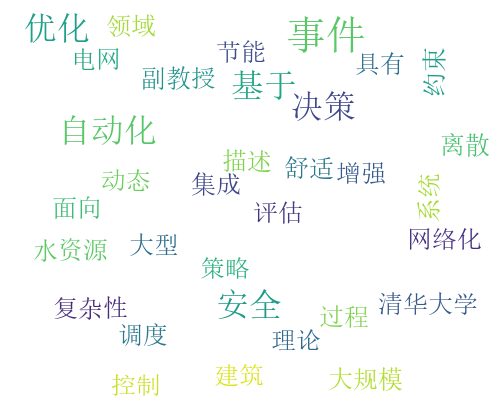 优化
领域
事件
电网
节能
具有
约束
副教授
基于
决策
自动化
离散
描述
舒适
增强
动态
集成
系统
面向
评估
水资源
大型
网络化
策略
复杂性
安全
过程
清华大学
调度
理论
控制
建筑
大规模